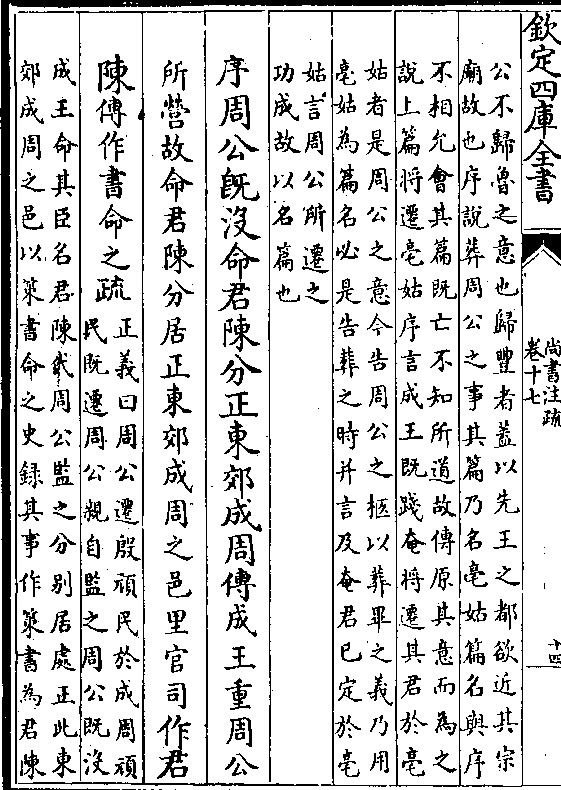 欽定四庫全書
尚書注疏
卷十七
十四
公不歸魯之意也歸豐者蓋以先王之都欲近其宗
廟故也序說葬周公之事其篇乃名亳姑篇名與序
不相允會其篇既亡不知所道故傳原其意而為之
說上篇將遷亳姑序言成王既踐奄將遷其君於亳
姑者是周公之意今告周公之柩以葬畢之義乃用
亳姑為篇名必是告葬之時并言及奄君已定於亳
姑言周公所遷之
功成故以名篇也
序周公旣没命君陳分正東郊成周傳成王重周公
所營故命君陳分居正東郊成周之邑里官司作君
陳傳作書命之疏
正義曰周公遷殷頑民於成周頑
民既遷周公親自監之周公既沒
成王命其臣名君陳代周公監之分別居處正此東
郊成周之邑以策書命之史録其事作策書為君陳